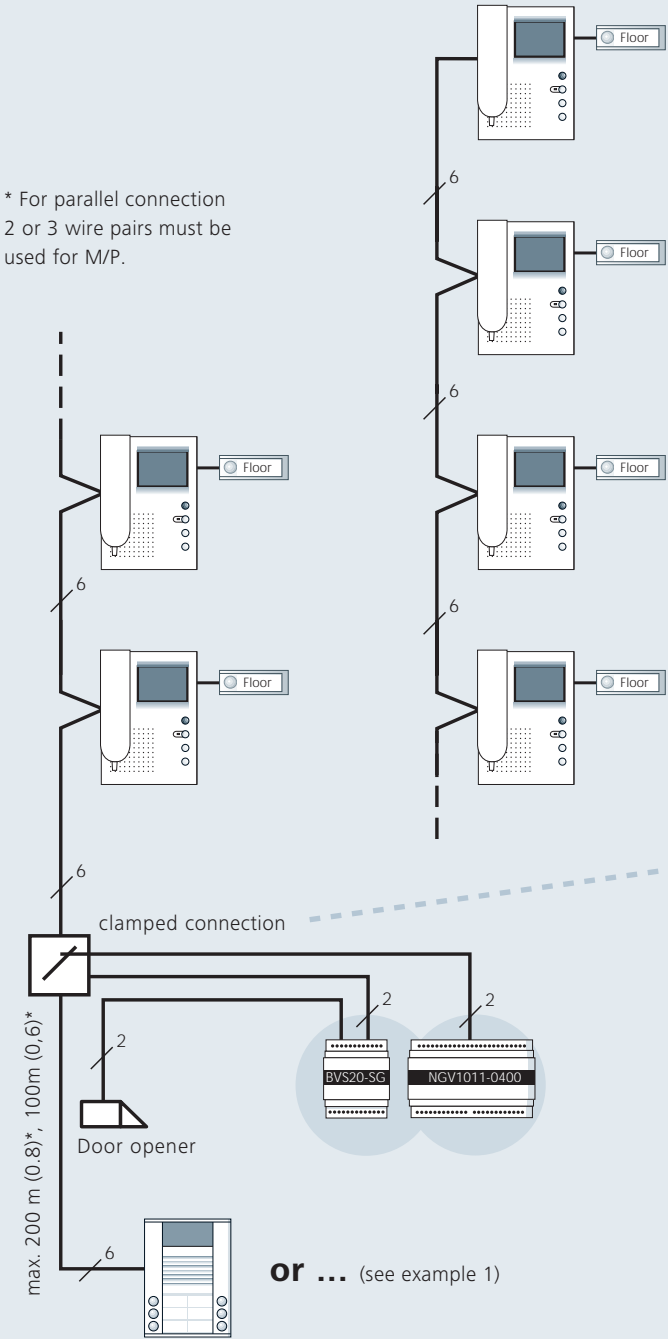 Floor
6
* For parallel connection
2 or 3 wire pairs must be
used for M/P.
Floor
6
Floor
Floor
6
6
Floor
Floor
6
clamped connection
2
2
2
BVS20-SG
NGV1011-0400
Door opener
max. 200 m (0.8)*, 100m (0,6)*
6
or ... (see example 1)